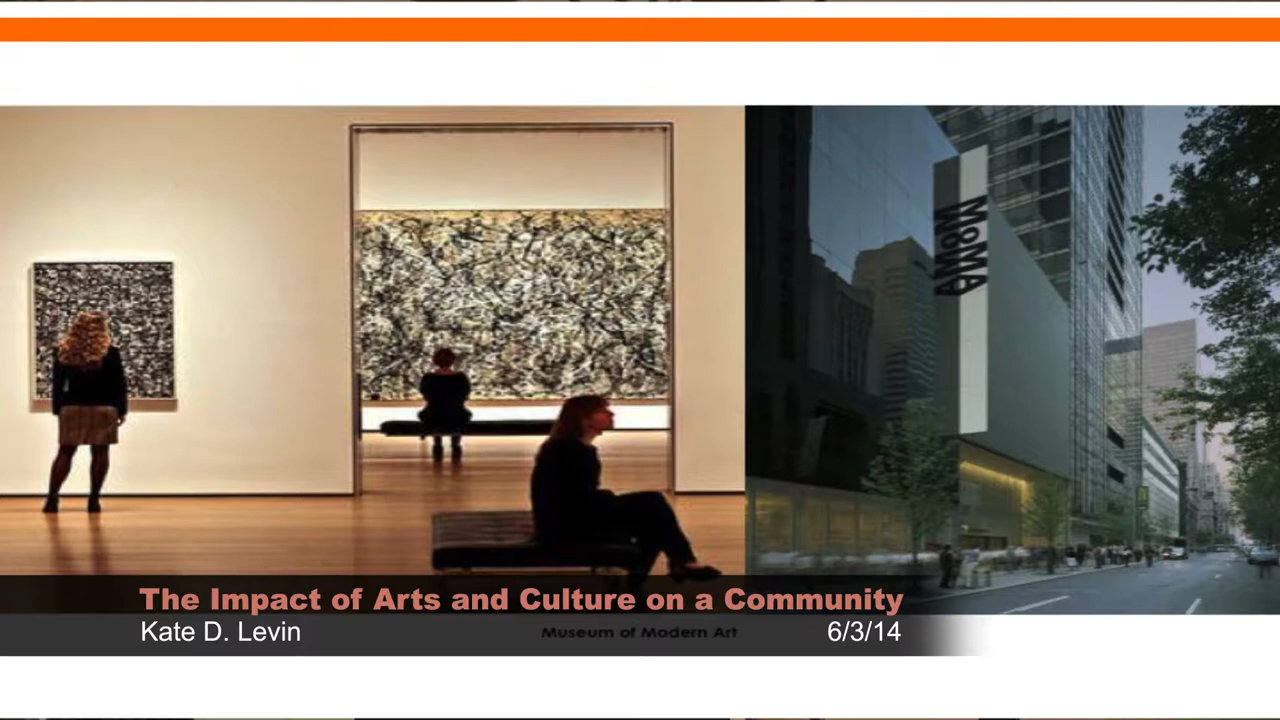 MoMA
The Impact of Arts and Culture on a Community
Kate D. Levin
Museum of Modern Art
6/3/14